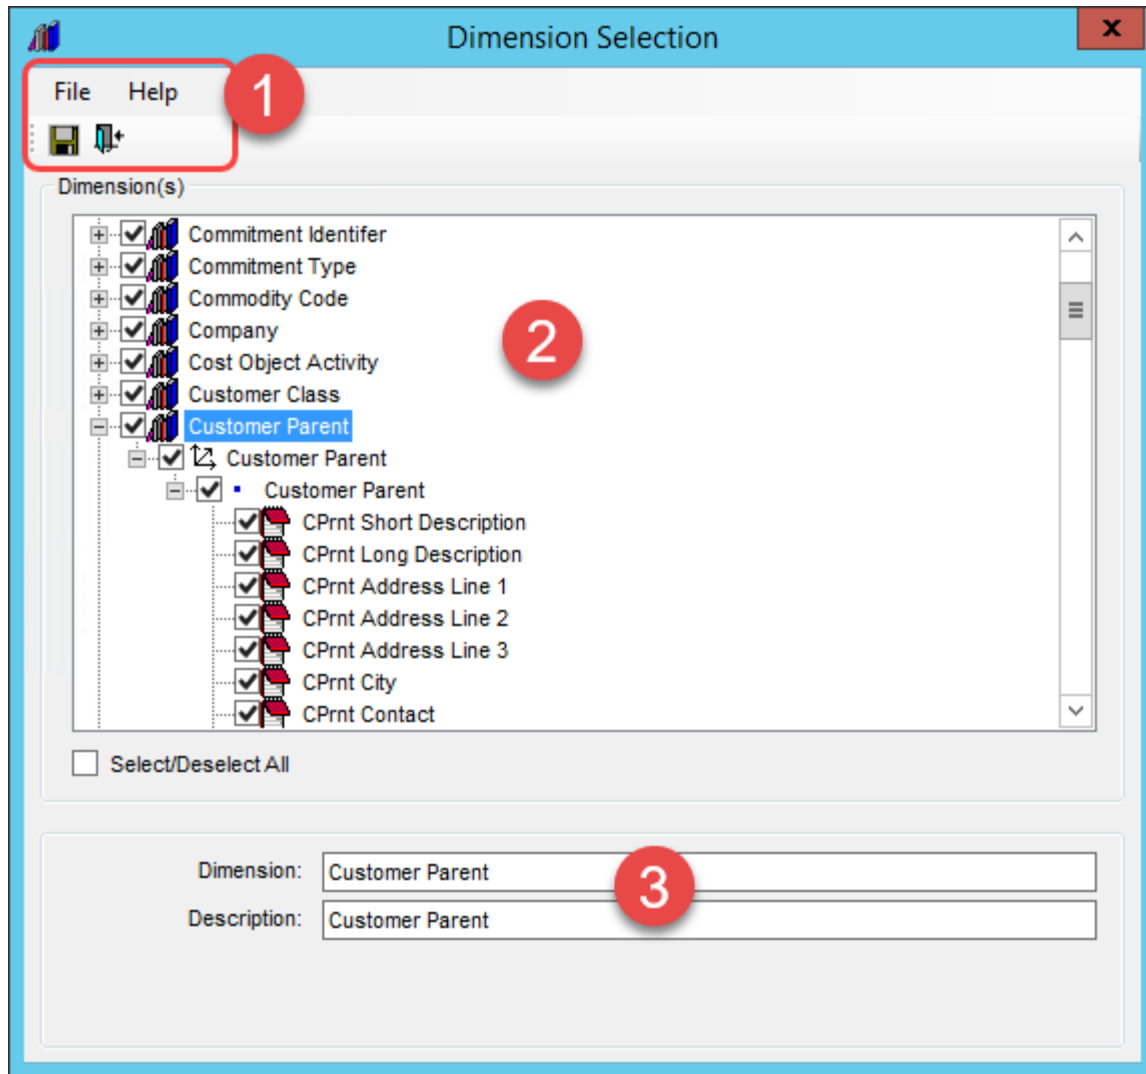 Dimension Selection
x
File Help
1
Dimension(s)
Commitment Identifer
Commitment Type
Commodity Code
Company
2
Cost Object Activity
Customer Class
Customer Parent
Customer Parent
Customer Parent
CPrnt Short Description
CPrnt Long Description
CPrnt Address Line 1
CPrnt Address Line 2
CPrnt Address Line 3
CPrnt City
CPrnt Contact
Select/Deselect All
Dimension: Customer Parent
3
Description: Customer Parent